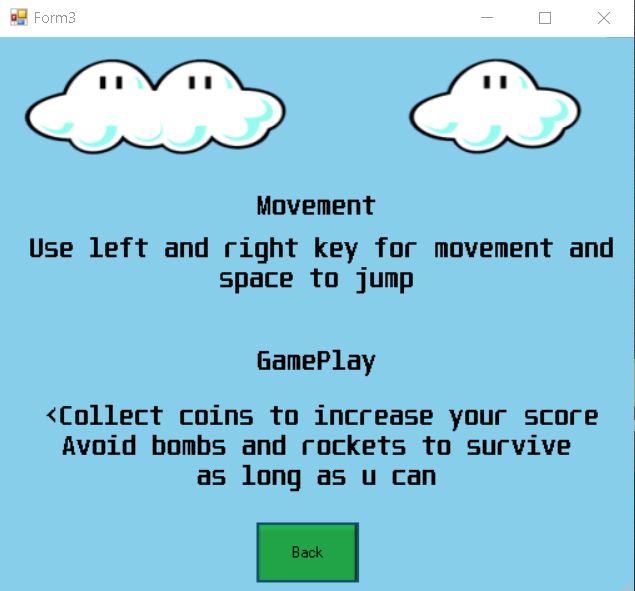 Form3
Movement
Use left and right key for movement and
space to jump
GamePlay
<Collect coins to increase your score
Avoid bombs and rockets to survive
as long as u can
Back